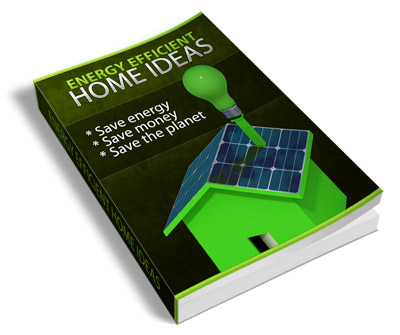 ENERGY EFFICIENT
HOME IDEAS
* Save energy
* Save money
* Save the planet
ENERGY EFFICIENT HOME IDEAS